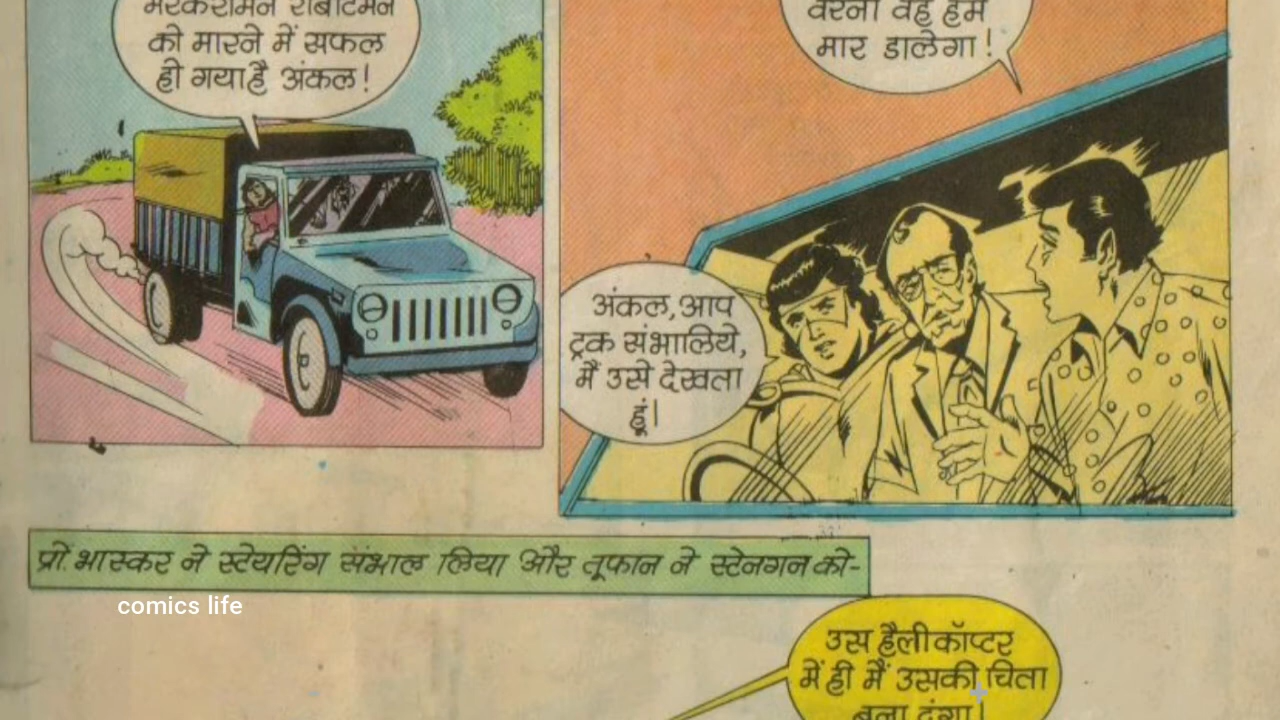 को मारने में सफल
हो गया है अंकल!
वरना वह हमें
मार डालेगा!
अंकल, आप
ट्रक संभालिये,
मैं उसे देखता
हूं।
प्रो. भास्कर ने स्टेयरिंग संभाल लिया और तूफान ने स्टेनगन को-
comics life
उस हैलीकॉप्टर
में ही मैं उसकी चिता
बना दूंगा।